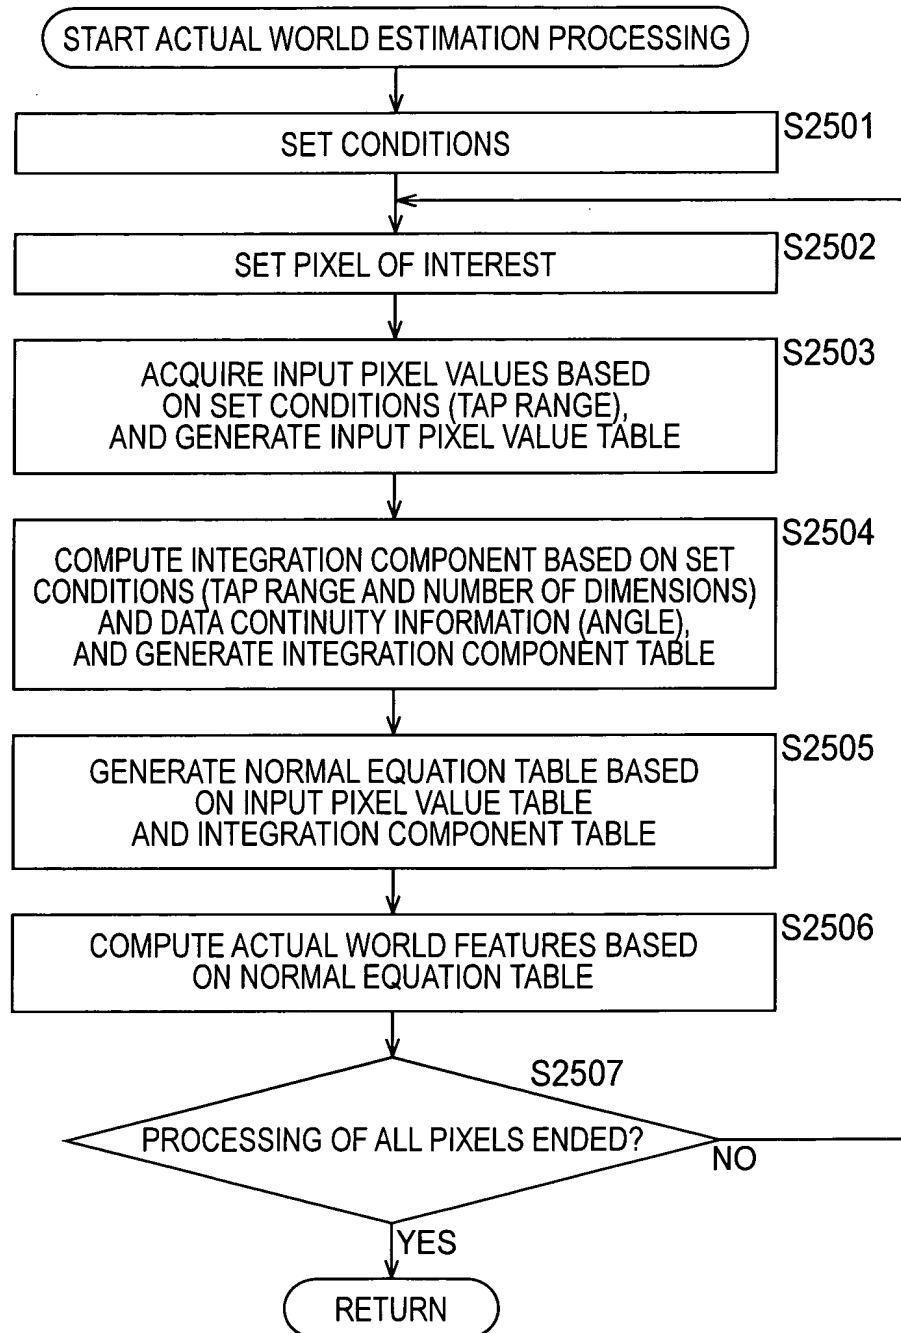 START ACTUAL WORLD ESTIMATION PROCESSING
S2501
SET CONDITIONS
S2502
SET PIXEL OF INTEREST
S2503
ACQUIRE INPUT PIXEL VALUES BASED
ON SET CONDITIONS (TAP RANGE),
AND GENERATE INPUT PIXEL VALUE TABLE
S2504
COMPUTE INTEGRATION COMPONENT BASED ON SET
CONDITIONS (TAP RANGE AND NUMBER OF DIMENSIONS)
AND DATA CONTINUITY INFORMATION (ANGLE),
AND GENERATE INTEGRATION COMPONENT TABLE
S2505
GENERATE NORMAL EQUATION TABLE BASED
ON INPUT PIXEL VALUE TABLE
AND INTEGRATION COMPONENT TABLE
S2506
COMPUTE ACTUAL WORLD FEATURES BASED
ON NORMAL EQUATION TABLE
S2507
PROCESSING OF ALL PIXELS ENDED?
NO
YES
RETURN